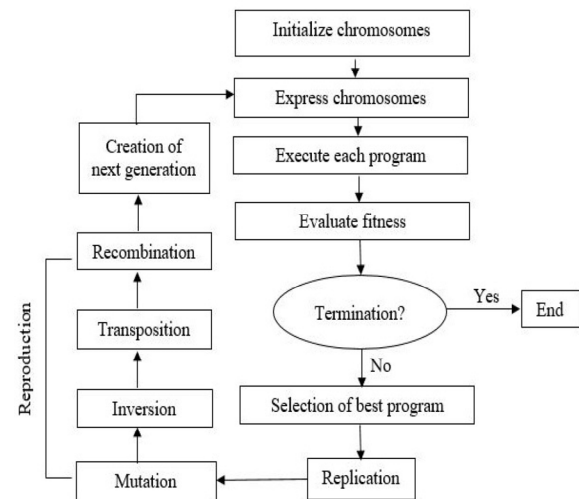 Initialize chromosomes
Express chromosomes
Creation of
next generation
Execute each program
Evaluate fitness
Recombination
Termination?
Yes
End
Transposition
No
Reproduction
Selection of best program
Inversion
Replication
Mutation